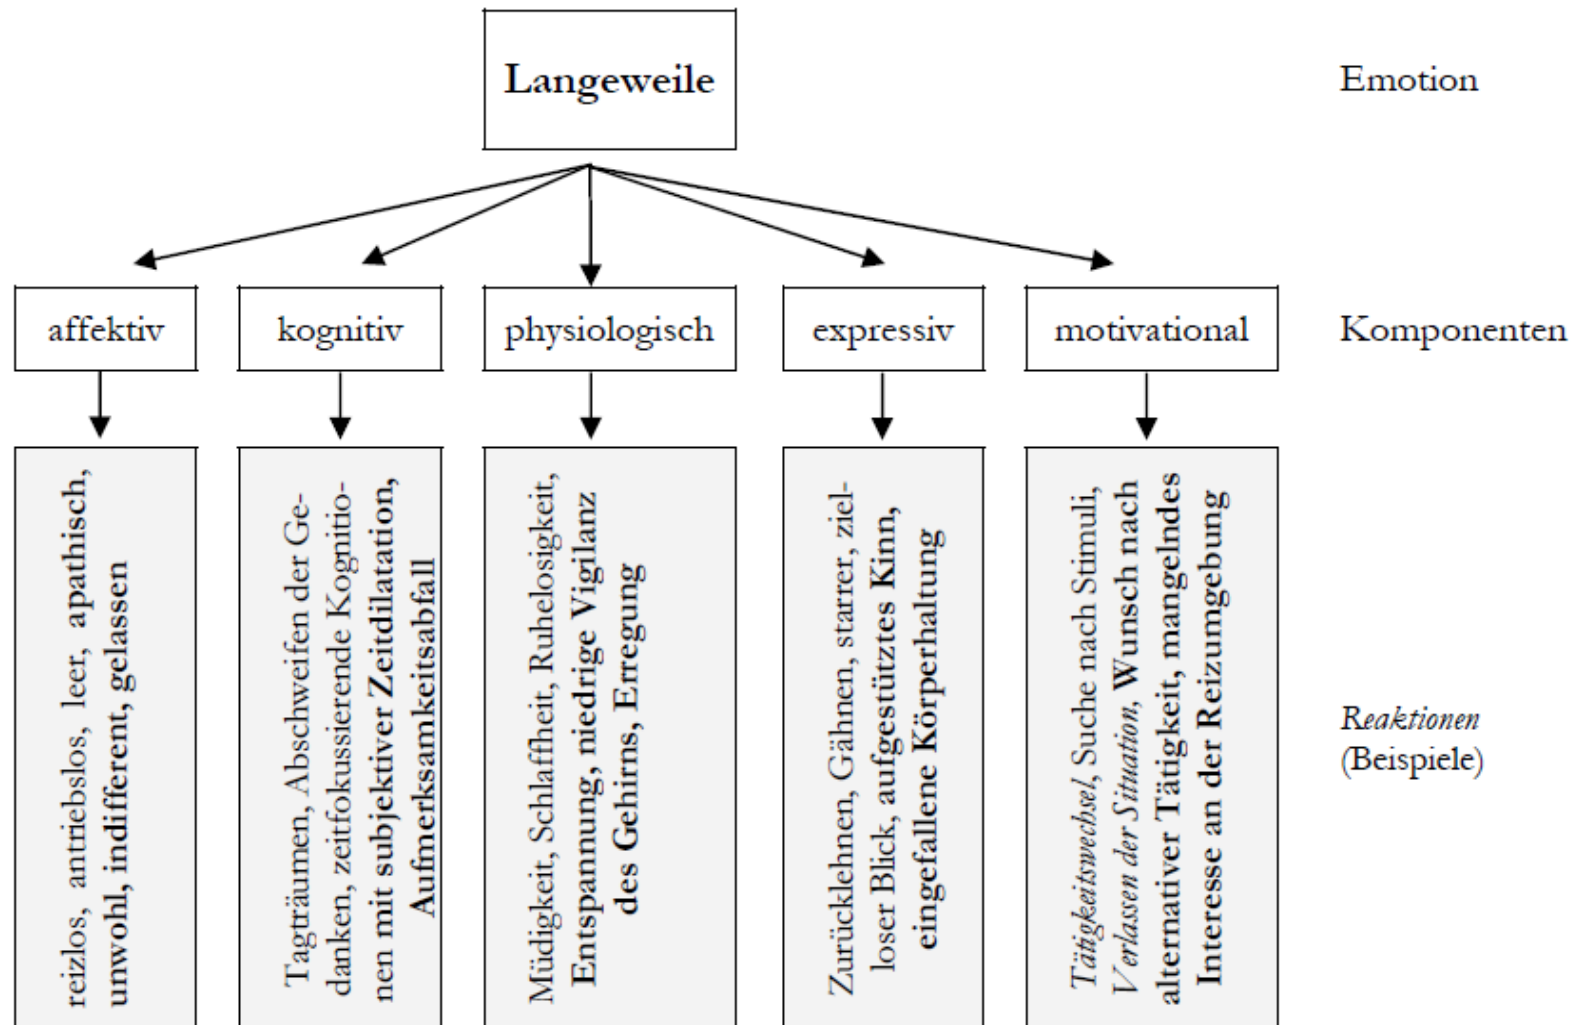 Langeweile
Emotion
affektiv
kognitiv
physiologisch
expressiv
motivational
Komponenten
reizlos, antriebslos, leer, apathisch,
unwohl, indifferent, gelassen
Tagträumen, Abschweifen der Ge-
danken, zeitfokussierende Kognitio-
nen mit subjektiver Zeitdilatation,
Aufmerksamkeitsabfall
Müdigkeit, Schlaffheit, Ruhelosigkeit,
Entspannung, niedrige Vigilanz
des Gehirns, Erregung
Zurücklehnen, Gähnen, starrer, ziel-
loser Blick, aufgestütztes Kinn,
eingefallene Körperhaltung
Tätigkeitswechsel, Suche nach Stimuli,
Verlassen der Situation, Wunsch nach
alternativer Tätigkeit, mangelndes
Interesse an der Reizumgebung
Reaktionen
(Beispiele)